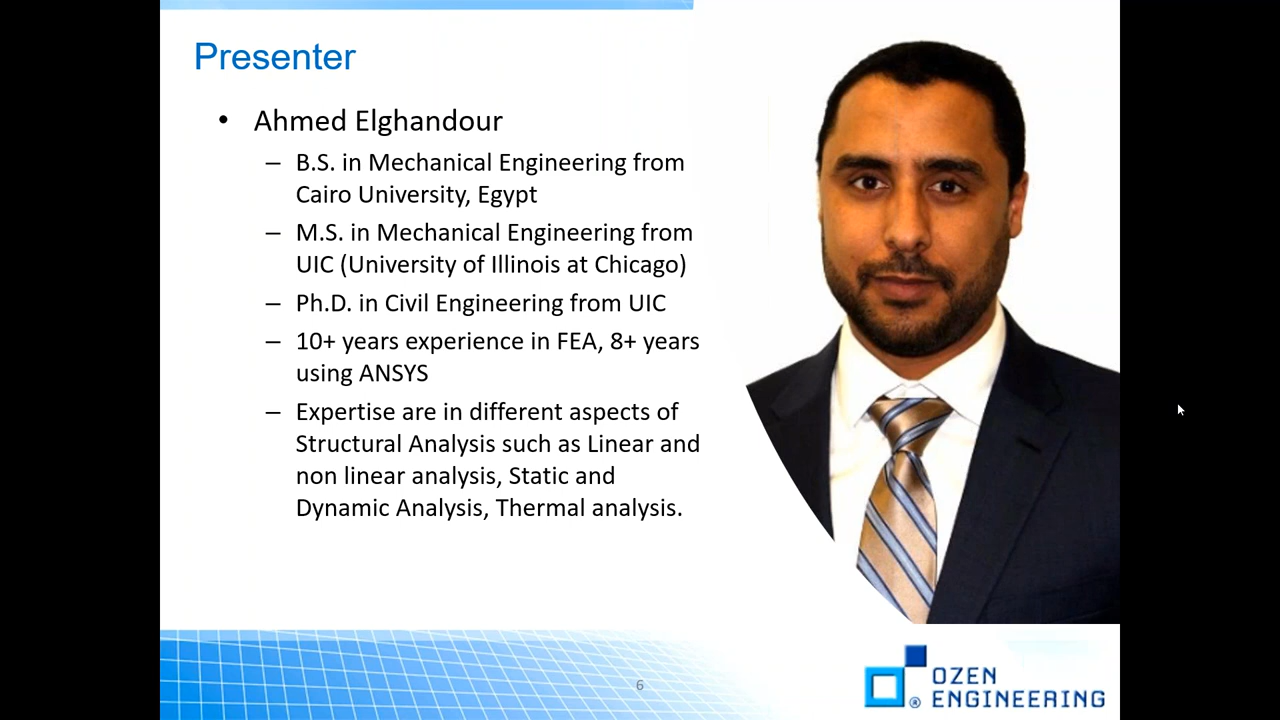 Presenter
• Ahmed Elghandour
– B.S. in Mechanical Engineering from
Cairo University, Egypt
– M.S. in Mechanical Engineering from
UIC (University of Illinois at Chicago)
– Ph.D. in Civil Engineering from UIC
– 10+ years experience in FEA, 8+ years
using ANSYS
– Expertise are in different aspects of
Structural Analysis such as Linear and
non linear analysis, Static and
Dynamic Analysis, Thermal analysis.
6
OZEN
® ENGINEERING